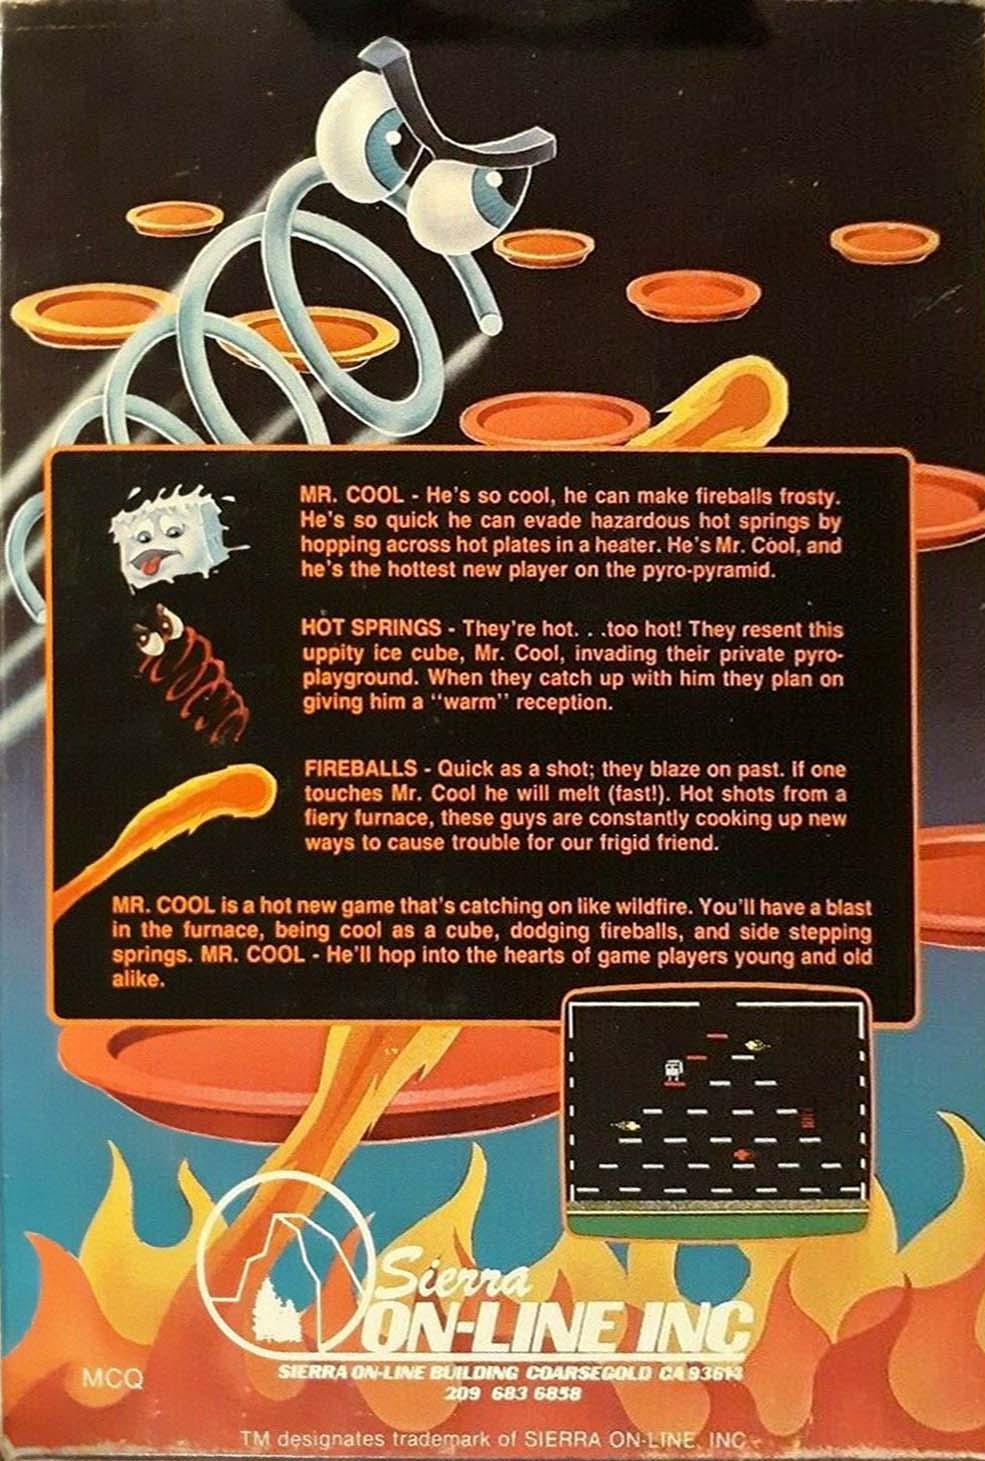 MR. COOL - He's so cool, he can make fireballs frosty.
He's so quick he can evade hazardous hot springs by
hopping across hot plates in a heater. He's Mr. Cool, and
he's the hottest new player on the pyro-pyramid.
HOT SPRINGS - They're hot. . .too hot! They resent this
uppity ice cube, Mr. Cool, invading their private pyro-
playground. When they catch up with him they plan on
giving him a "warm" reception.
FIREBALLS - Quick as a shot; they blaze on past. If one
touches Mr. Cool he will melt (fast!). Hot shots from a
fiery furnace, these guys are constantly cooking up new
ways to cause trouble for our frigid friend.
MR. COOL is a hot new game that's catching on like wildfire. You'll have a blast
in the furnace, being cool as a cube, dodging fireballs, and side stepping
springs. MR. COOL - He'll hop into the hearts of game players young and old
alike.
Sierra
ON-LINE INC
SIERRA ON-LINE BUILDING COARSEGOLD CA 93614
209 683 6858
MCQ
TM designates trademark of SIERRA ON-LINE, INC